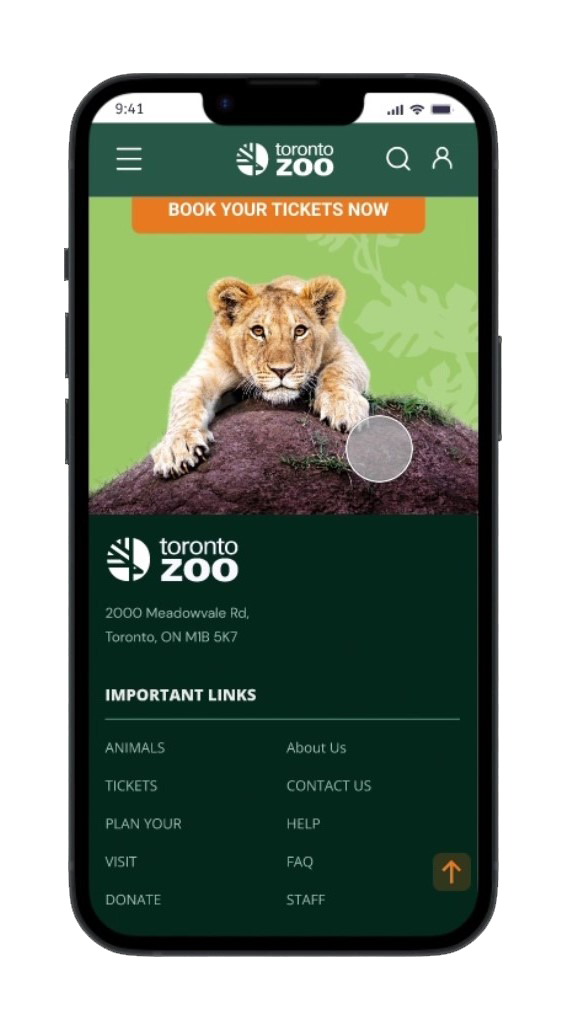 9:41
toronto
zoo
BOOK YOUR TICKETS NOW
toronto
zoo
2000 Meadowvale Rd,
Toronto, ON M1B 5K7
IMPORTANT LINKS
ANIMALS About Us
TICKETS CONTACT US
PLAN YOUR HELP
VISIT FAQ
DONATE STAFF